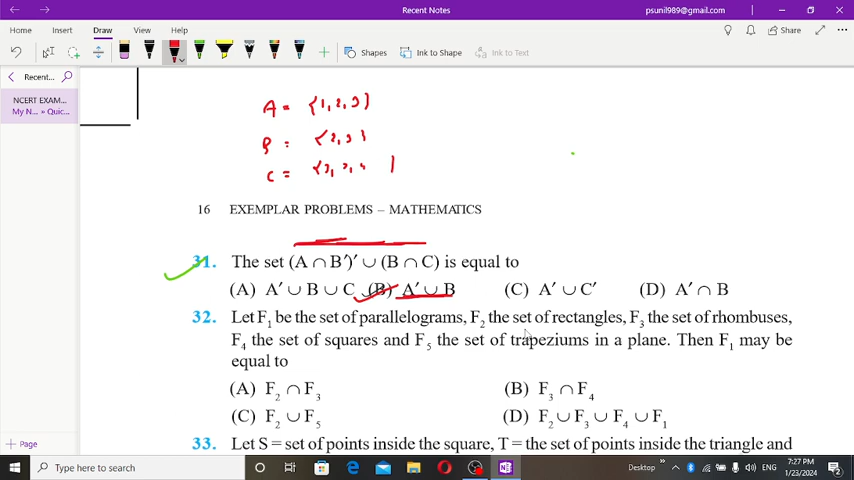 Recent Notes
psunil989@gmail.com
Home Insert Draw View Help
Shapes Ink to Shape Ink to Text Share
Recent...
NCERT EXAM...
My N... » Quic...
A = {1, 2, 3}
B = {2, 3}
16 EXEMPLAR PROBLEMS – MATHEMATICS
31. The set (A ∩ B′)′ ∪ (B ∩ C) is equal to
(A) A′ ∪ B ∪ C (B) A′ ∪ B (C) A′ ∪ C′ (D) A′ ∩ B
32. Let F₁ be the set of parallelograms, F₂ the set of rectangles, F₃ the set of rhombuses,
F₄ the set of squares and F₅ the set of trapeziums in a plane. Then F₁ may be
equal to
(A) F₂ ∩ F₃ (B) F₃ ∩ F₄
(C) F₂ ∪ F₅ (D) F₂ ∪ F₃ ∪ F₄ ∪ F₁
33. Let S = set of points inside the square, T = the set of points inside the triangle and
+ Page
Type here to search
Desktop ENG 7:27 PM
1/23/2024